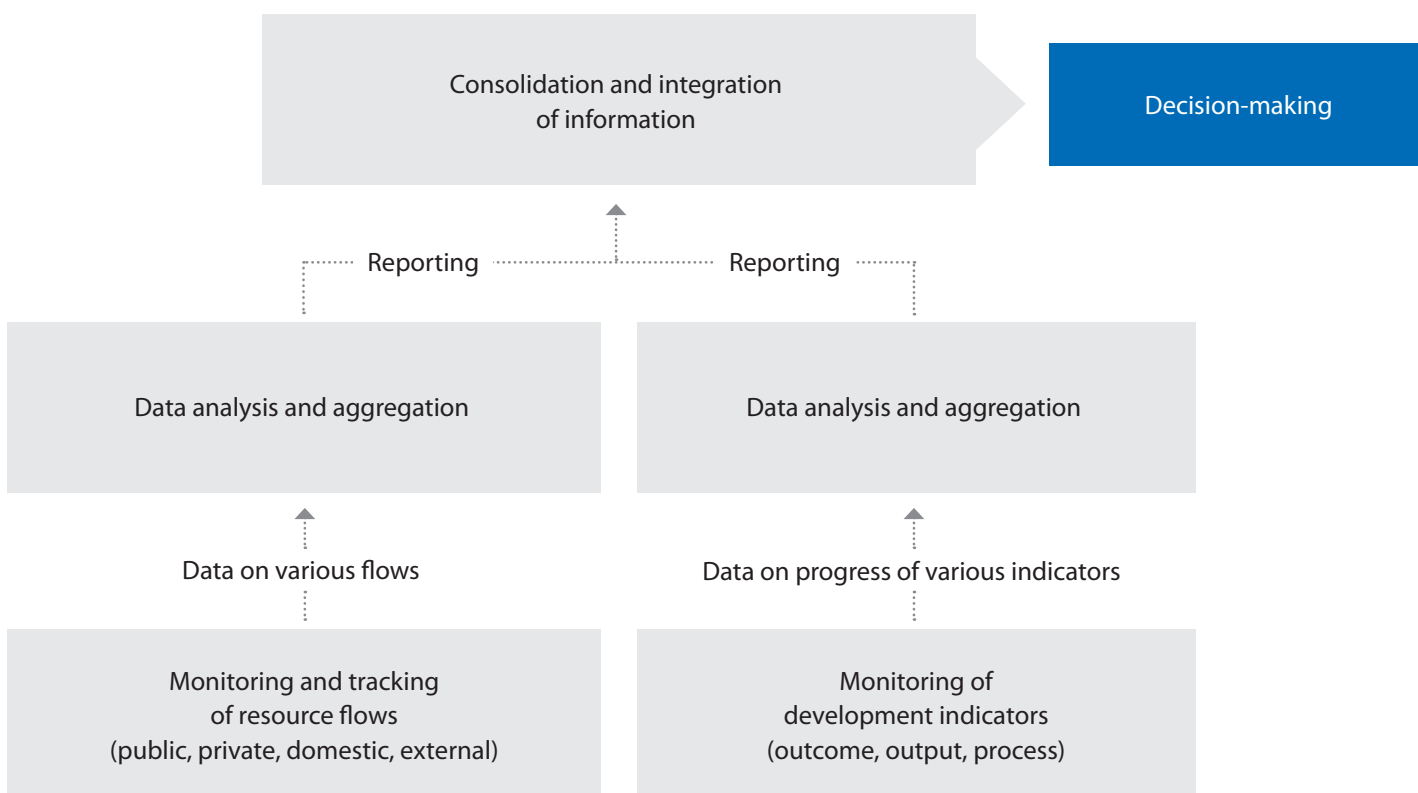 Consolidation and integration
of information
Decision-making
Reporting
Reporting
Data analysis and aggregation
Data analysis and aggregation
Data on various flows
Data on progress of various indicators
Monitoring and tracking
of resource flows
(public, private, domestic, external)
Monitoring of
development indicators
(outcome, output, process)